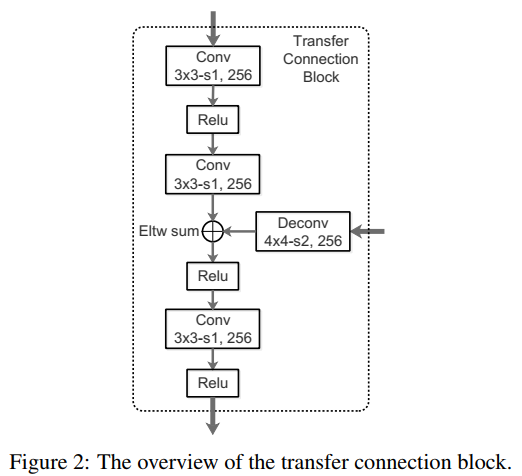 Transfer
Connection
Block
Conv
3x3-s1, 256
Relu
Conv
3x3-s1, 256
Eltw sum
Deconv
4x4-s2, 256
Relu
Conv
3x3-s1, 256
Relu
Figure 2: The overview of the transfer connection block.